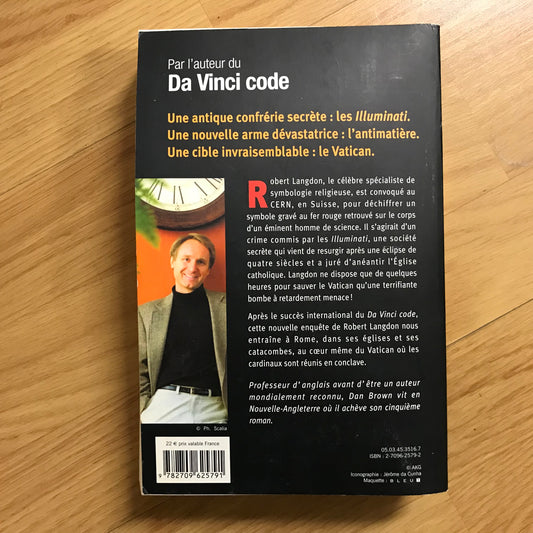 Par l'auteur du
Da Vinci code
Une antique confrérie secrète : les Illuminati.
Une nouvelle arme dévastatrice : l'antimatière.
Une cible invraisemblable : le Vatican.
Robert Langdon, le célèbre spécialiste de
symbologie religieuse, est convoqué au
CERN, en Suisse, pour déchiffrer un
symbole gravé au fer rouge retrouvé sur le corps
d'un éminent homme de science. Il s'agirait d'un
crime commis par les Illuminati, une société
secrète qui vient de resurgir après une éclipse de
quatre siècles et a juré d'anéantir l'Église
catholique. Langdon ne dispose que de quelques
heures pour sauver le Vatican qu'une terrifiante
bombe à retardement menace !
Après le succès international du Da Vinci code,
cette nouvelle enquête de Robert Langdon nous
entraîne à Rome, dans ses églises et ses
catacombes, au cœur même du Vatican où les
cardinaux sont réunis en conclave.
Professeur d'anglais avant d'être un auteur
mondialement reconnu, Dan Brown vit en
Nouvelle-Angleterre où il achève son cinquième
roman.
© Ph. Scalia
22 € prix valable France
9 782709 625791
05.03.45.3516.7
ISBN : 2-7096-2579-2
© AKG
Iconographie : Jérôme da Cunha
Maquette : BLEU T